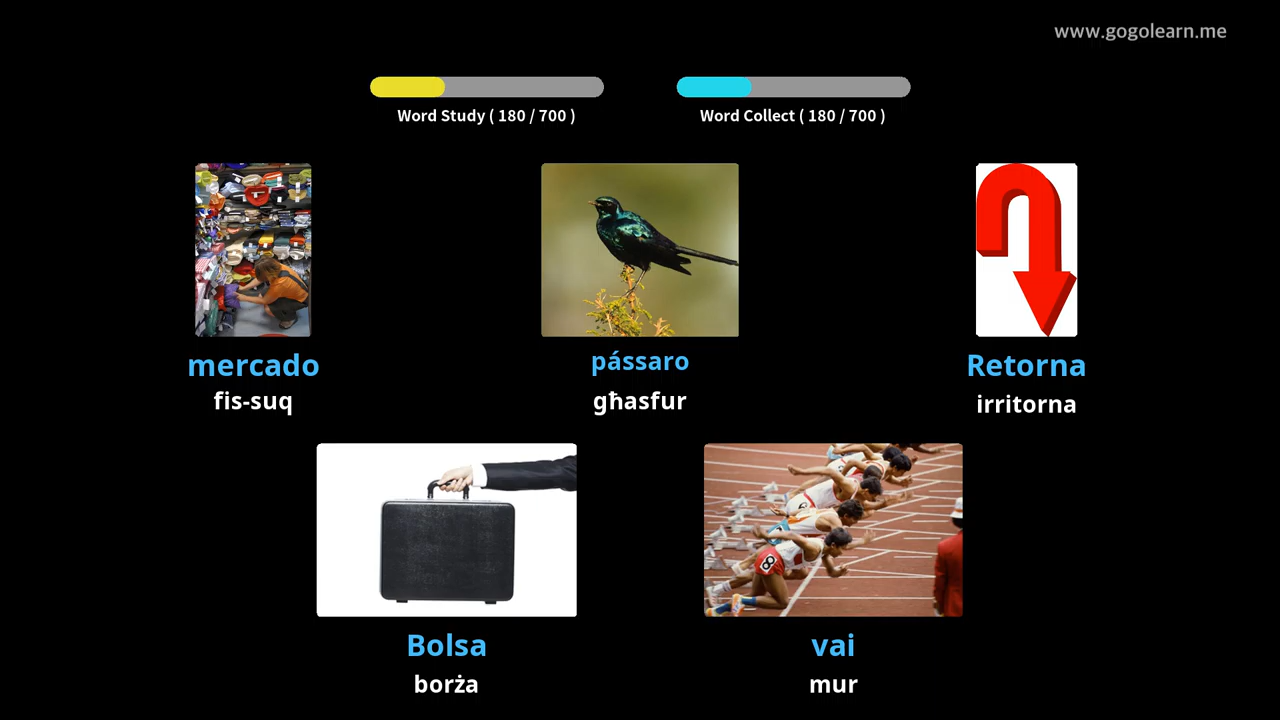 www.gogolearn.me
Word Study ( 180 / 700 )
Word Collect ( 180 / 700 )
mercado
fis-suq
pássaro
għasfur
Retorna
irritorna
Bolsa
borża
vai
mur